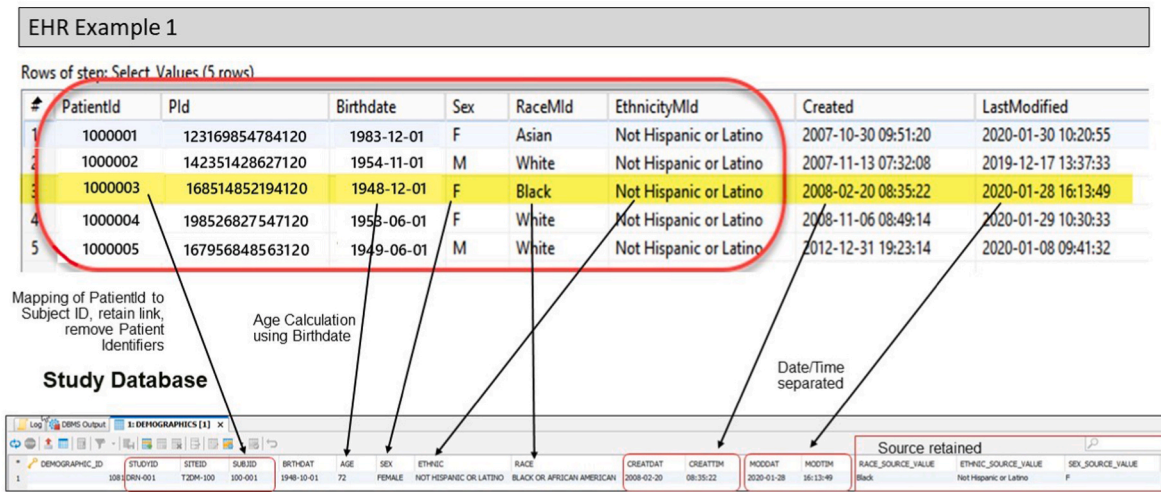 EHR Example 1
Rows of step: Select Values (5 rows)
PatientId PId Birthdate Sex RaceMId EthnicityMId Created LastModified
1 1000001 123169854784120 1983-12-01 F Asian Not Hispanic or Latino 2007-10-30 09:51:20 2020-01-30 10:20:55
2 1000002 142351428627120 1954-11-01 M White Not Hispanic or Latino 2007-11-13 07:32:08 2019-12-17 13:37:33
3 1000003 168514852194120 1948-12-01 F Black Not Hispanic or Latino 2008-02-20 08:35:22 2020-01-28 16:13:49
4 1000004 198526827547120 1953-06-01 F White Not Hispanic or Latino 2008-11-06 08:49:14 2020-01-29 10:30:33
5 1000005 167956848563120 1949-06-01 M White Not Hispanic or Latino 2012-12-31 19:23:14 2020-01-08 09:41:32
Mapping of PatientId to
Subject ID, retain link,
remove Patient
Identifiers
Age Calculation
using Birthdate
Date/Time
separated
Study Database
Log DBMS Output 1: DEMOGRAPHICS [1] x
Source retained
* DEMOGRAPHIC_ID STUDYID SITEID SUBJID BRTHDAT AGE SEX ETHNIC RACE CREATDAT CREATTIM MODDAT MODTIM RACE_SOURCE_VALUE ETHNIC_SOURCE_VALUE SEX_SOURCE_VALUE
1 1081 DRN-001 T2DM-100 100-001 1948-10-01 72 FEMALE NOT HISPANIC OR LATINO BLACK OR AFRICAN AMERICAN 2008-02-20 08:35:22 2020-01-28 16:13:49 Black Not Hispanic or Latino F